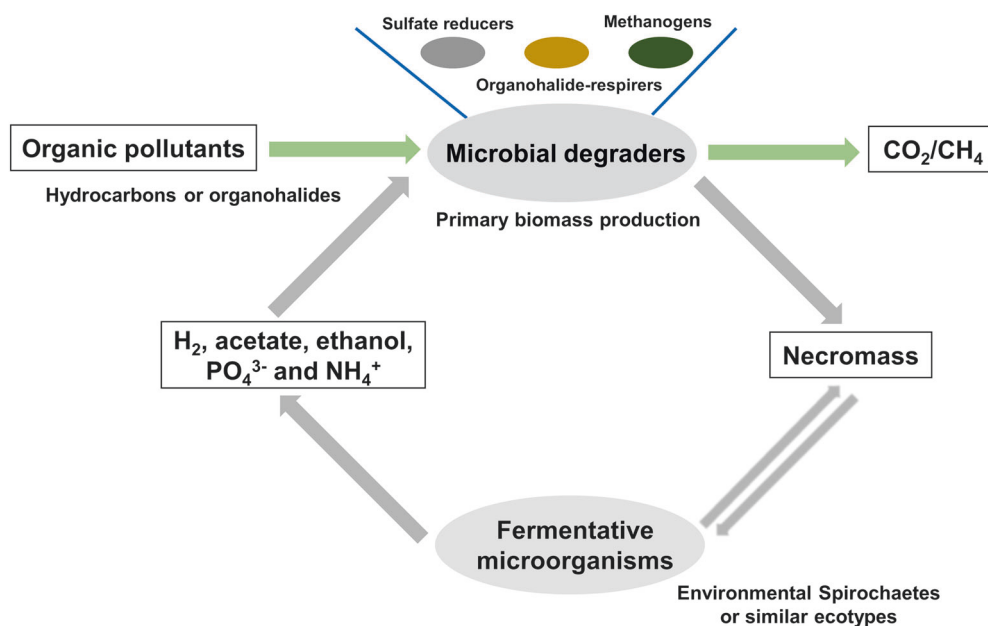 Sulfate reducers
Methanogens
Organohalide-respirers
Organic pollutants
Microbial degraders
CO₂/CH₄
Hydrocarbons or organohalides
Primary biomass production
H₂, acetate, ethanol,
PO₄³⁻ and NH₄⁺
Necromass
Fermentative
microorganisms
Environmental Spirochaetes
or similar ecotypes